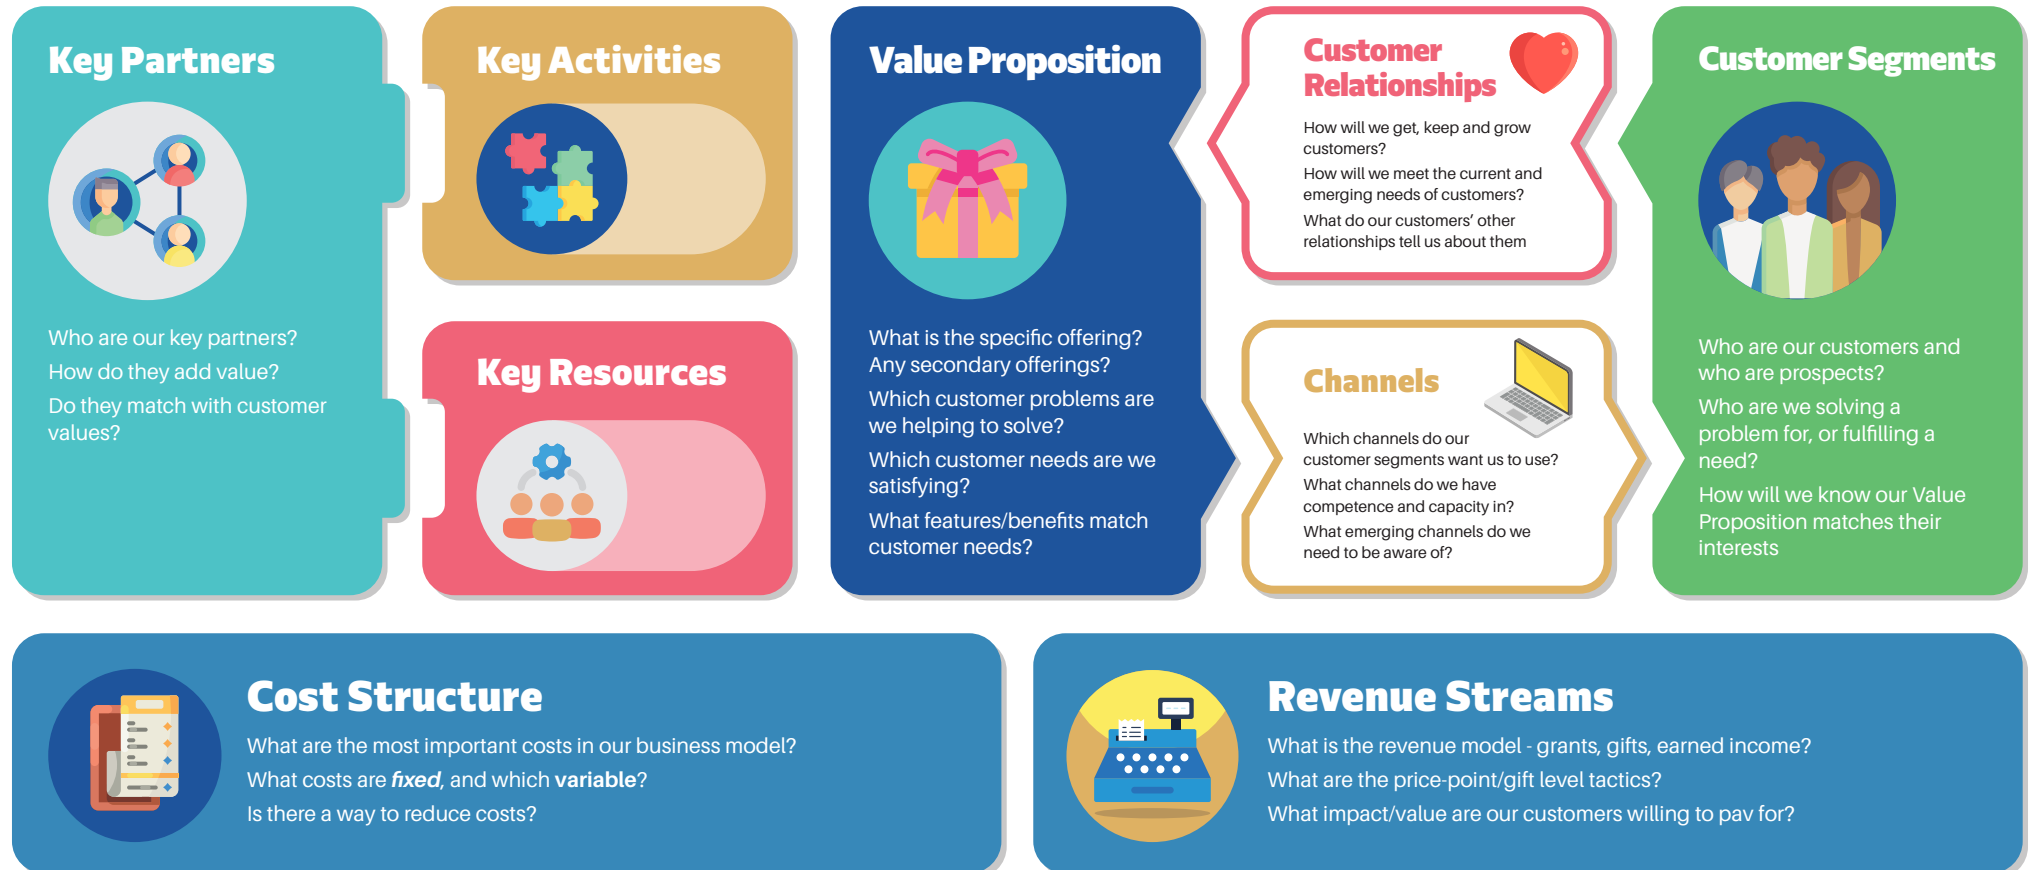 Key Partners
Who are our key partners?
How do they add value?
Do they match with customer
values?
Key Activities
Key Resources
Value Proposition
What is the specific offering?
Any secondary offerings?
Which customer problems are
we helping to solve?
Which customer needs are we
satisfying?
What features/benefits match
customer needs?
Customer
Relationships
How will we get, keep and grow
customers?
How will we meet the current and
emerging needs of customers?
What do our customers’ other
relationships tell us about them
Channels
Which channels do our
customer segments want us to use?
What channels do we have
competence and capacity in?
What emerging channels do we
need to be aware of?
Customer Segments
Who are our customers and
who are prospects?
Who are we solving a
problem for, or fulfilling a
need?
How will we know our Value
Proposition matches their
interests
Cost Structure
What are the most important costs in our business model?
What costs are fixed, and which variable?
Is there a way to reduce costs?
Revenue Streams
What is the revenue model - grants, gifts, earned income?
What are the price-point/gift level tactics?
What impact/value are our customers willing to pav for?